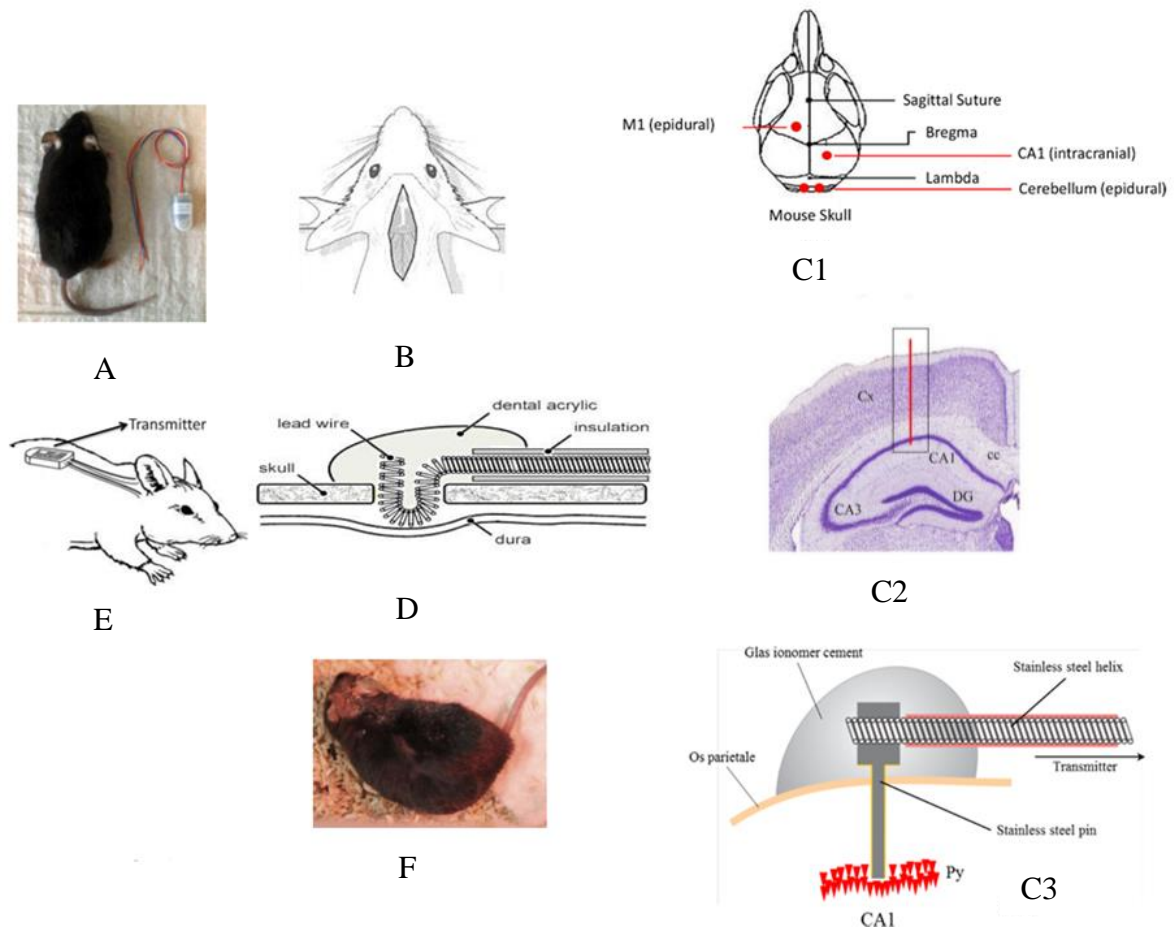 A
B
M1 (epidural)
Sagittal Suture
Bregma
CA1 (intracranial)
Lambda
Cerebellum (epidural)
Mouse Skull
C1
Transmitter
E
dental acrylic
lead wire
insulation
skull
dura
D
Cx
CA1
cc
CA3
DG
C2
F
Glas ionomer cement
Stainless steel helix
Os parietale
Transmitter
Stainless steel pin
Py
CA1
C3